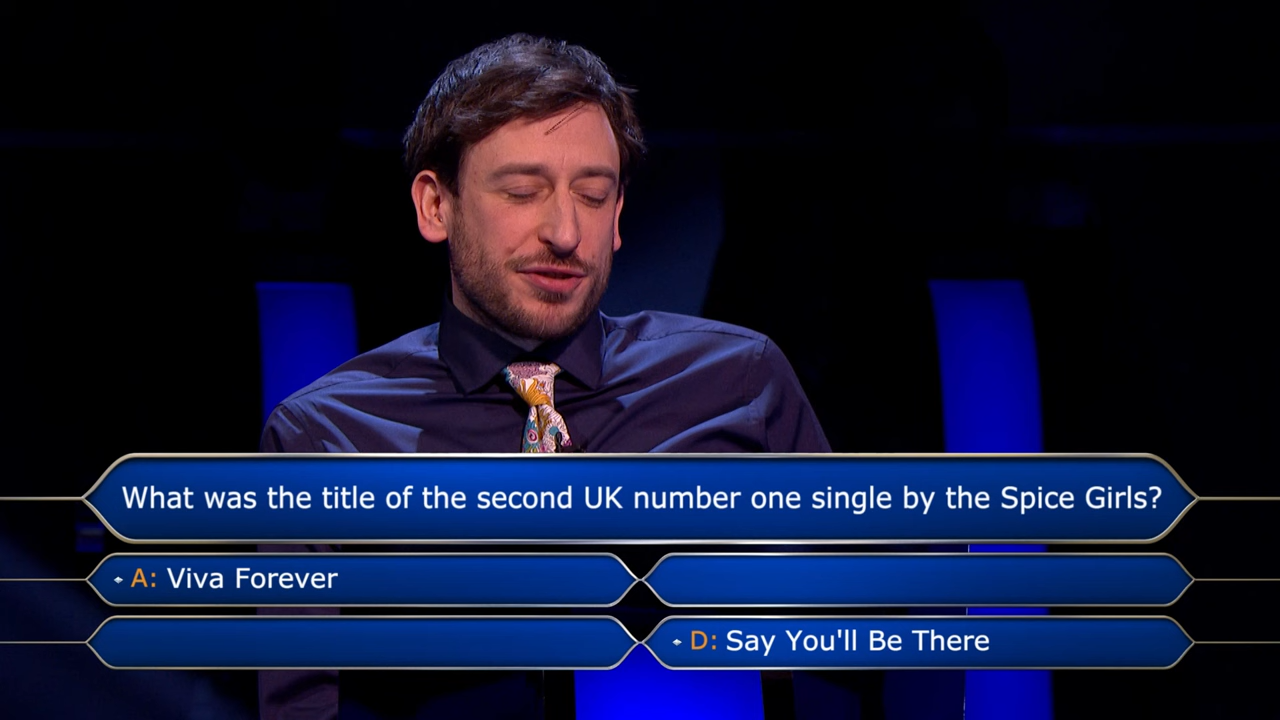 What was the title of the second UK number one single by the Spice Girls?
A: Viva Forever
D: Say You'll Be There